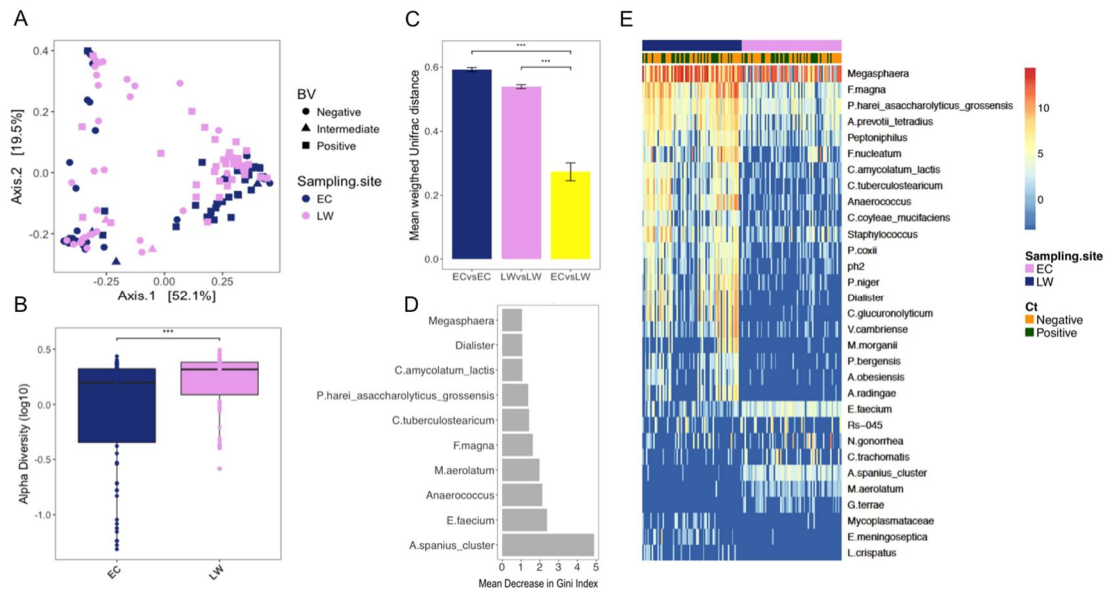 A
0.4
0.2
0.0
-0.2
-0.25
0.00
0.25
Axis.2 [19.5%]
Axis.1 [52.1%]
BV
Negative
Intermediate
Positive
Sampling.site
EC
LW
B
***
0.5
0.0
-0.5
-1.0
Alpha Diversity (log10)
EC
LW
C
***
***
0.6
0.4
0.2
0.0
Mean wegithed Unifrac distance
ECvsEC
LWvsLW
ECvsLW
D
Megasphaera
Dialister
C.amycolatum_lactis
P.harei_asaccharolyticus_grossensis
C.tuberculostearicum
F.magna
M.aerolatum
Anaerococcus
E.faecium
A.spanius_cluster
0 1 2 3 4 5
Mean Decrease in Gini Index
E
Megasphaera
F.magna
P.harei_asaccharolyticus_grossensis
A.prevotii_tetradius
Peptoniphilus
F.nucleatum
C.amycolatum_lactis
C.tuberculostearicum
Anaerococcus
C.coyleae_mucifaciens
Staphylococcus
P.coxii
ph2
P.niger
Dialister
C.glucuronolyticum
V.cambriense
M.morganii
P.bergensis
A.obesiensis
A.radingae
E.faecium
Rs-045
N.gonorrhea
C.trachomatis
A.spanius_cluster
M.aerolatum
G.terrae
Mycoplasmataceae
E.meningoseptica
L.crispatus
10
5
0
Sampling.site
EC
LW
Ct
Negative
Positive